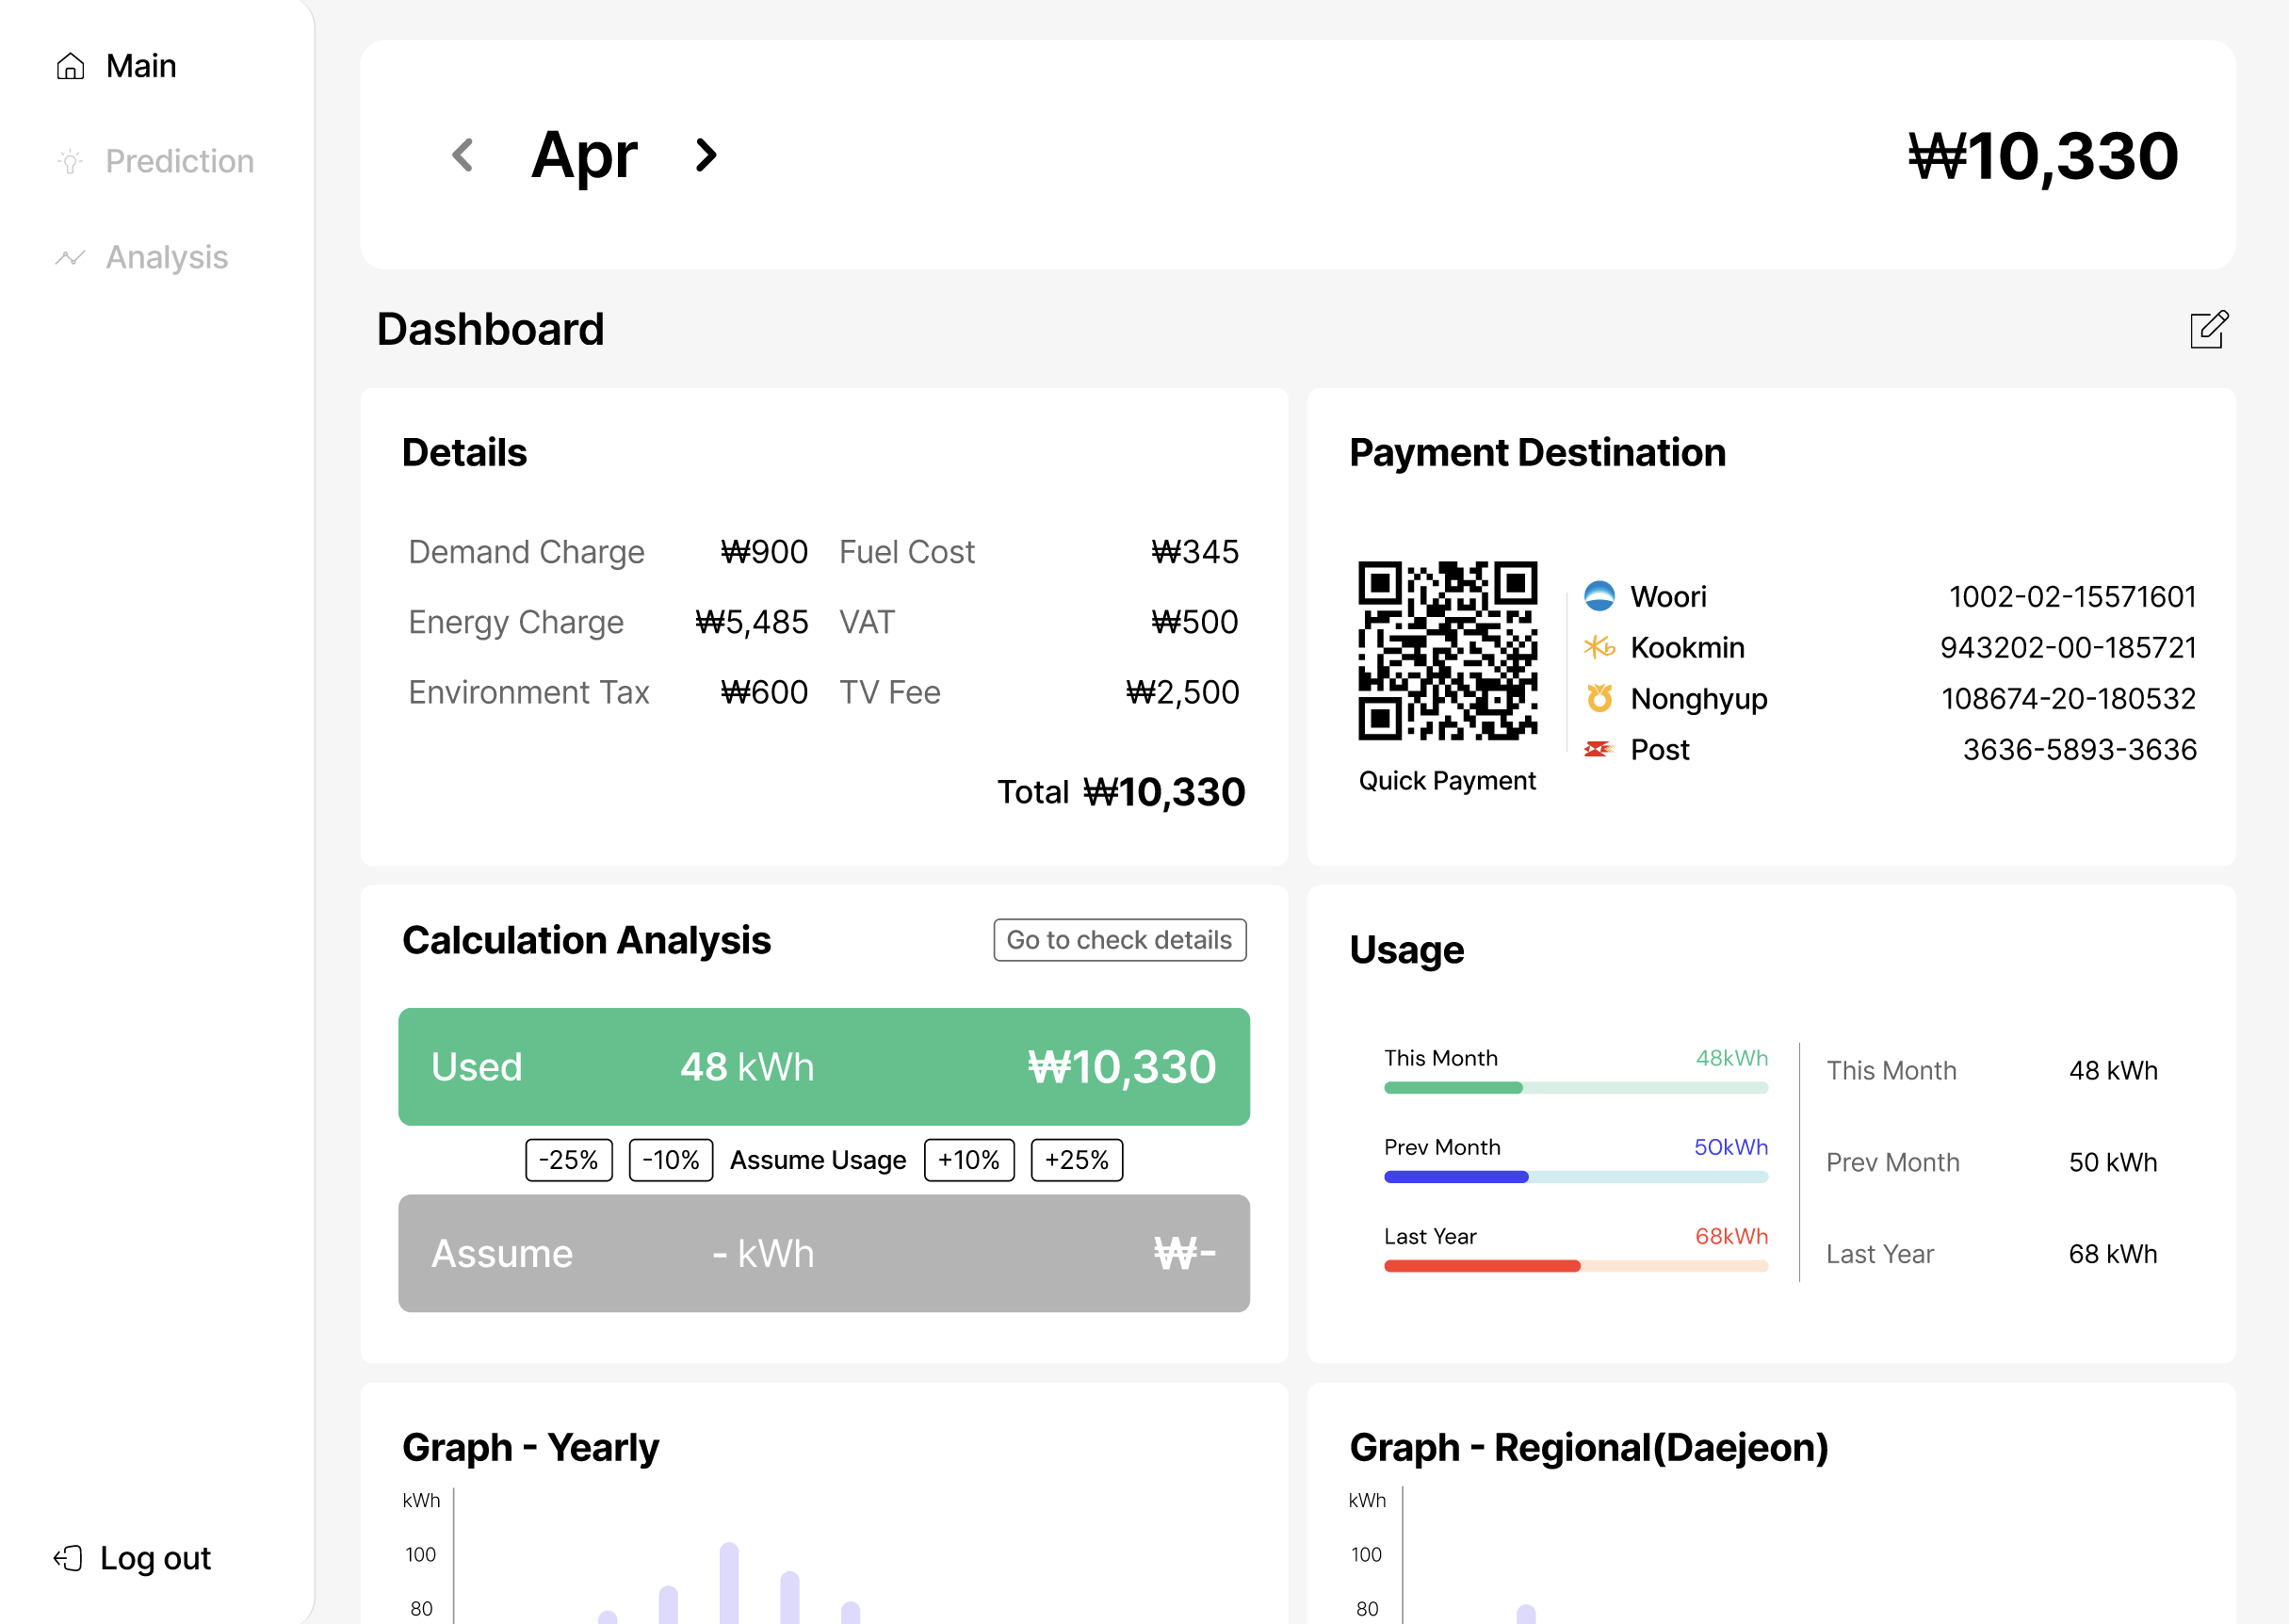 Main
Prediction
Analysis
Log out
Apr
₩10,330
Dashboard
Details
Demand Charge ₩900 Fuel Cost ₩345
Energy Charge ₩5,485 VAT ₩500
Environment Tax ₩600 TV Fee ₩2,500
Total ₩10,330
Payment Destination
Quick Payment
Woori 1002-02-15571601
Kookmin 943202-00-185721
Nonghyup 108674-20-180532
Post 3636-5893-3636
Calculation Analysis
Go to check details
Used 48 kWh ₩10,330
-25% -10% Assume Usage +10% +25%
Assume - kWh ₩-
Usage
This Month 48kWh
Prev Month 50kWh
Last Year 68kWh
This Month 48 kWh
Prev Month 50 kWh
Last Year 68 kWh
Graph - Yearly
kWh
100
80
Graph - Regional(Daejeon)
kWh
100
80